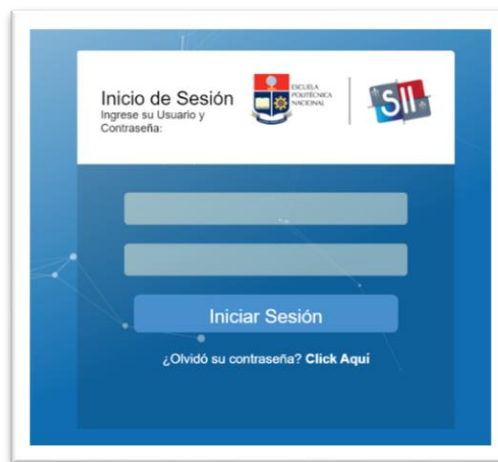 Inicio de Sesión
Ingrese su Usuario y
Contraseña:
ESCUELA
POLITÉCNICA
NACIONAL
SII
Iniciar Sesión
¿Olvidó su contraseña? Click Aquí